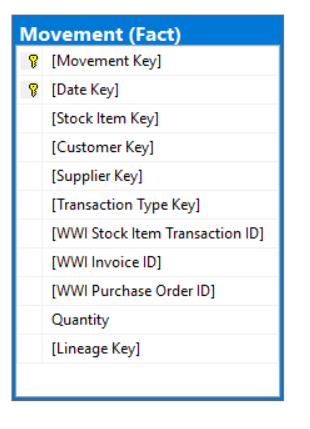 Movement (Fact)
[Movement Key]
[Date Key]
[Stock Item Key]
[Customer Key]
[Supplier Key]
[Transaction Type Key]
[WWI Stock Item Transaction ID]
[WWI Invoice ID]
[WWI Purchase Order ID]
Quantity
[Lineage Key]